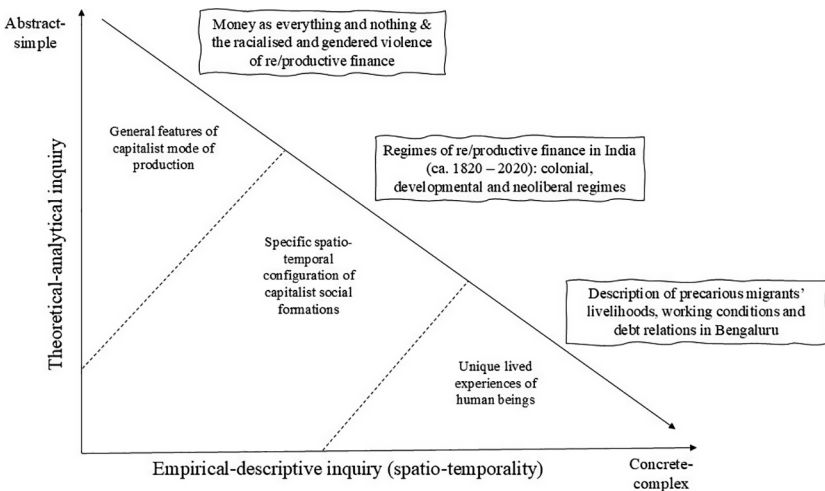 Abstract-
simple
Money as everything and nothing &
the racialised and gendered violence
of re/productive finance
General features of
capitalist mode of
production
Regimes of re/productive finance in India
(ca. 1820 – 2020): colonial,
developmental and neoliberal regimes
Theoretical-analytical inquiry
Specific spatio-
temporal
configuration of
capitalist social
formations
Description of precarious migrants’
livelihoods, working conditions and
debt relations in Bengaluru
Unique lived
experiences of
human beings
Empirical-descriptive inquiry (spatio-temporality)
Concrete-
complex